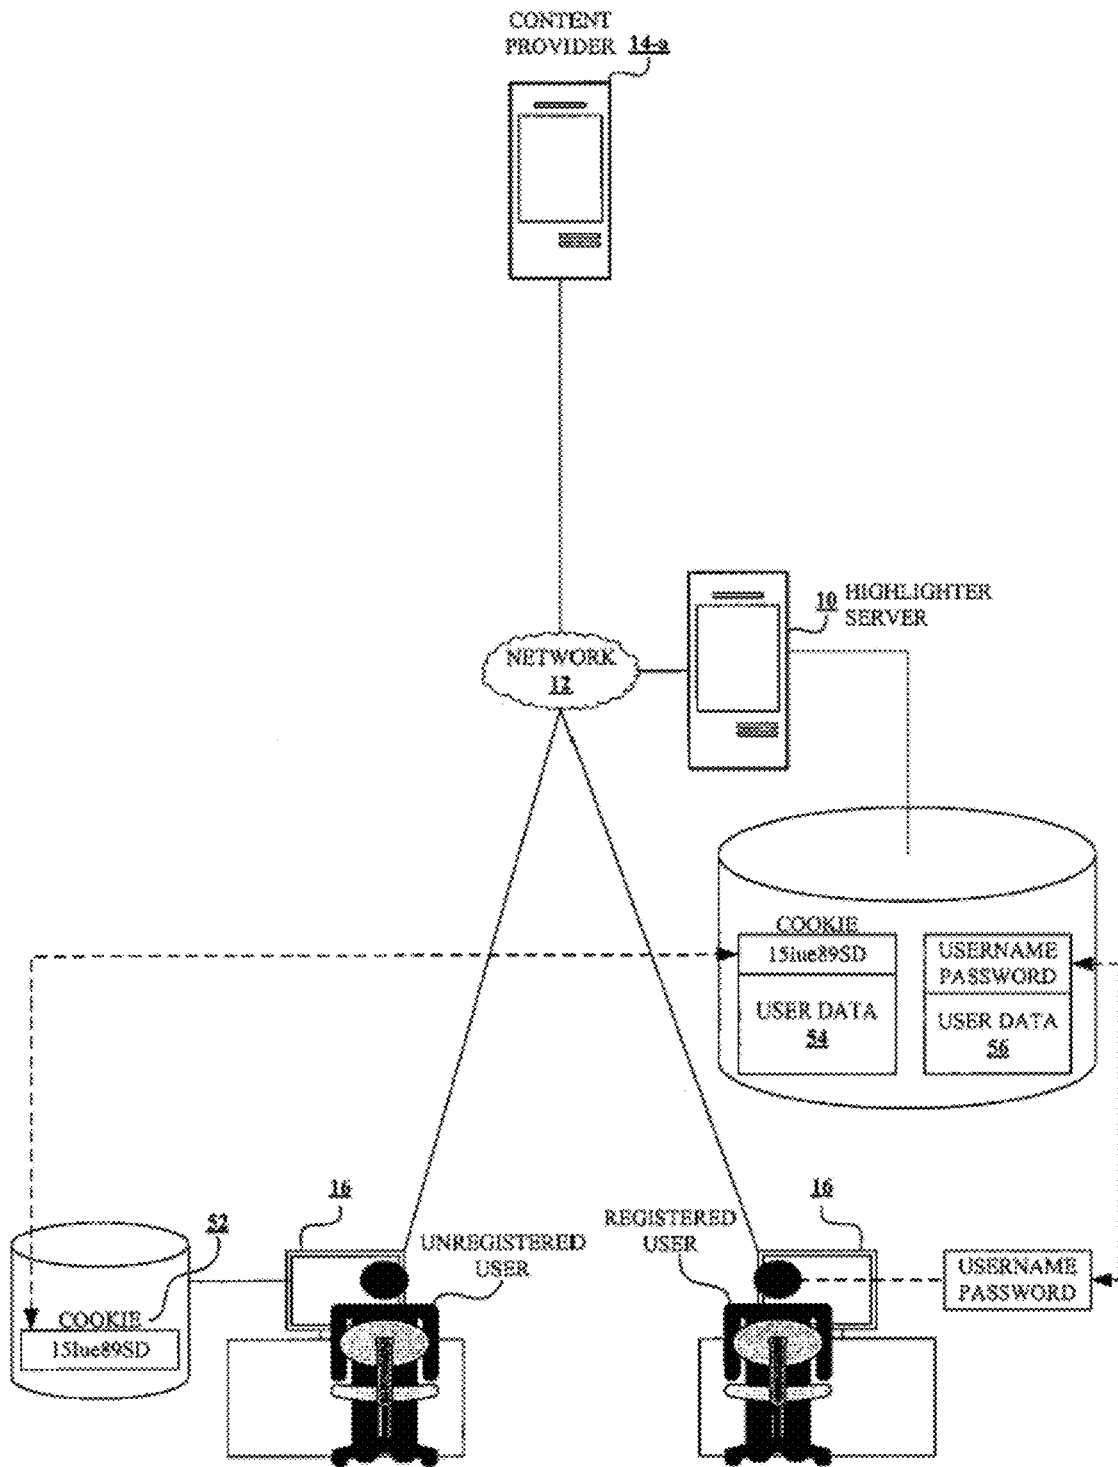 CONTENT
PROVIDER 14-a
10 HIGHLIGHTER
SERVER
NETWORK
12
COOKIE
15iue89SD
USER DATA
54
USERNAME
PASSWORD
USER DATA
56
16
52
UNREGISTERED
USER
REGISTERED
USER
16
COOKIE
15Iue89SD
USERNAME
PASSWORD